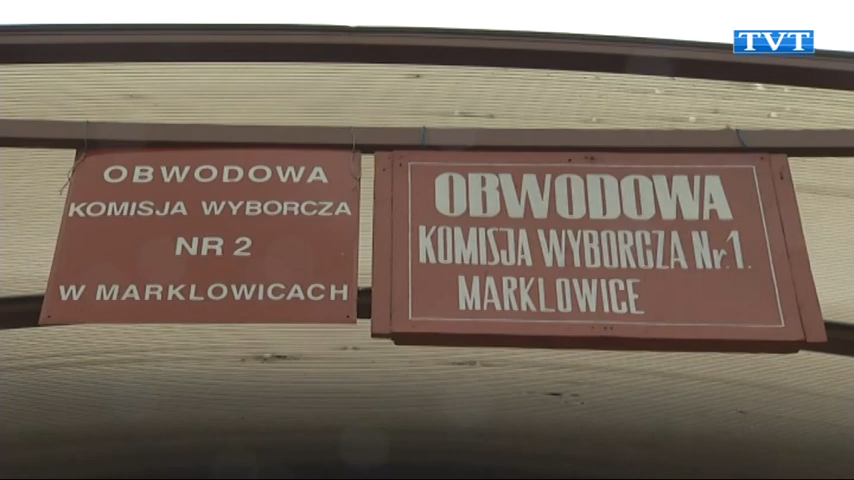 TVT
OBWODOWA
KOMISJA WYBORCZA
NR 2
W MARKLOWICACH
OBWODOWA
KOMISJA WYBORCZA Nr. 1.
MARKLOWICE